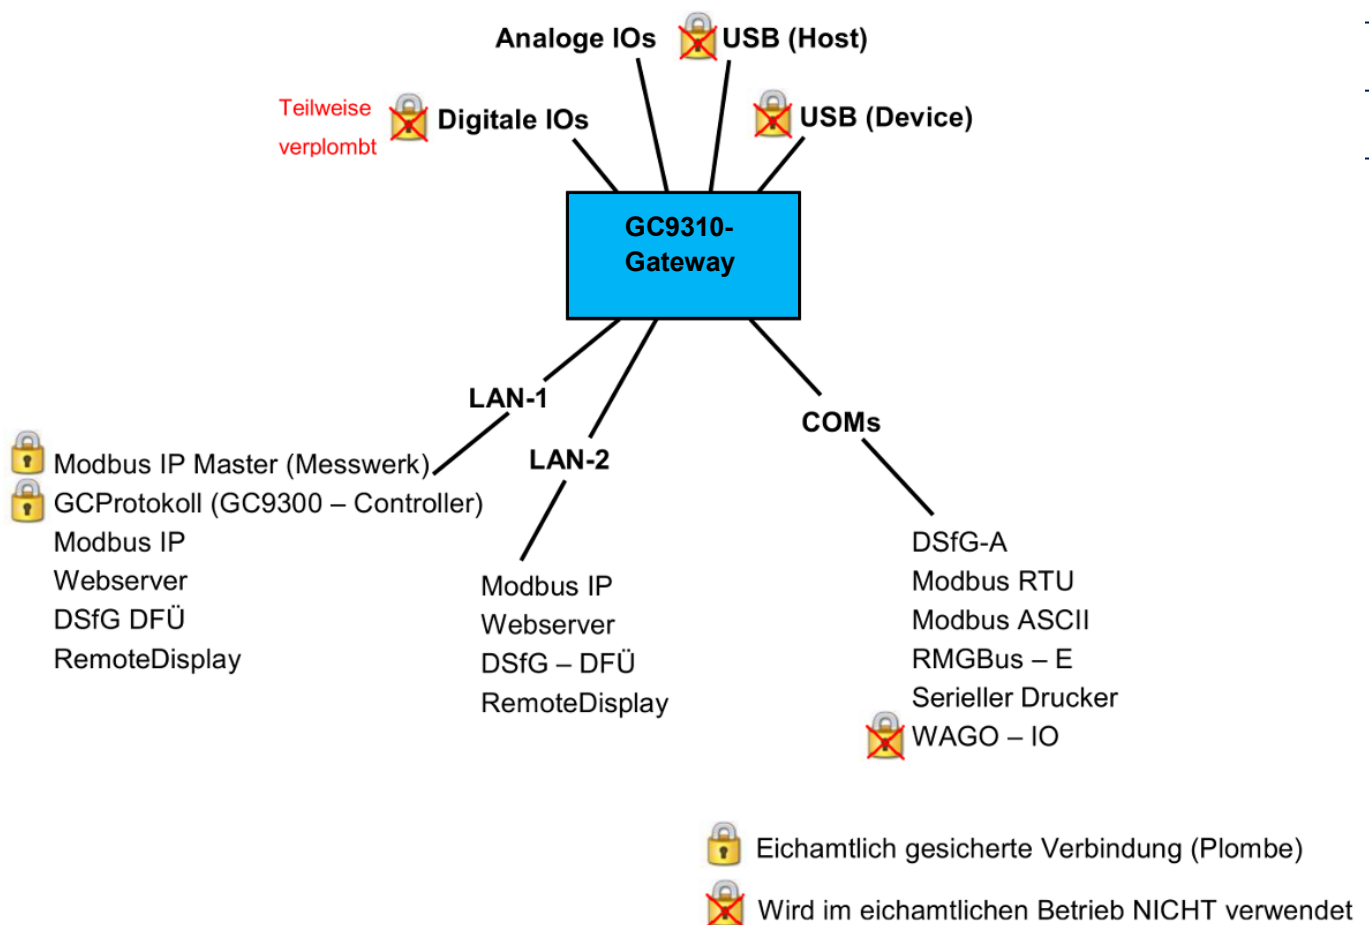 Analoge IOs
USB (Host)
Teilweise
verplombt
Digitale IOs
USB (Device)
GC9310-
Gateway
LAN-1
Modbus IP Master (Messwerk)
GCProtokoll (GC9300 – Controller)
Modbus IP
Webserver
DSfG DFÜ
RemoteDisplay
LAN-2
Modbus IP
Webserver
DSfG – DFÜ
RemoteDisplay
COMs
DSfG-A
Modbus RTU
Modbus ASCII
RMGBus – E
Serieller Drucker
WAGO – IO
Eichamtlich gesicherte Verbindung (Plombe)
Wird im eichamtlichen Betrieb NICHT verwendet